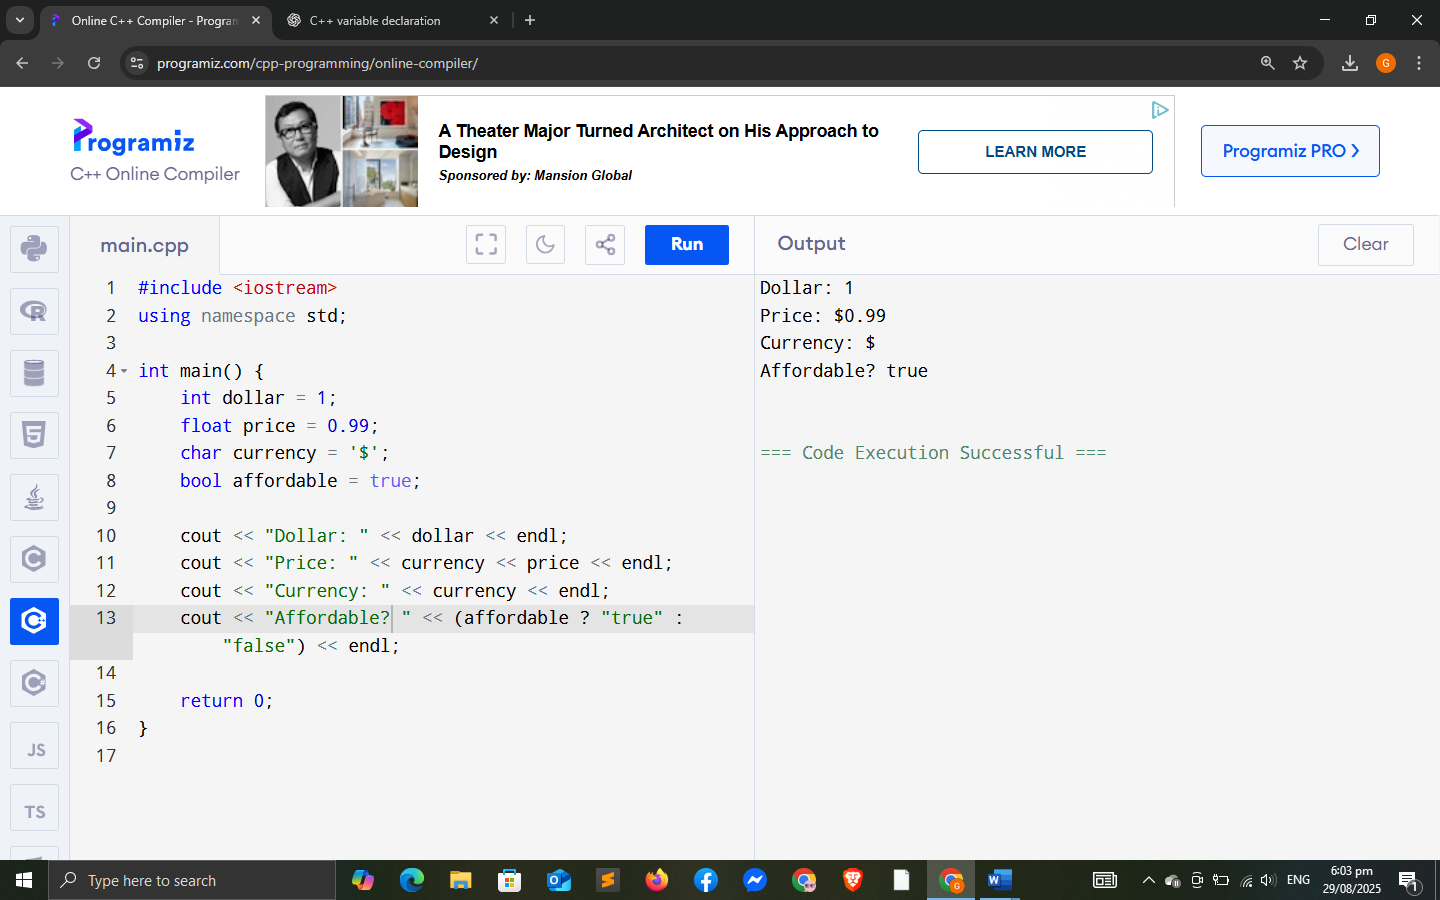 Online C++ Compiler - Program
C++ variable declaration
programiz.com/cpp-programming/online-compiler/
Programiz
C++ Online Compiler
A Theater Major Turned Architect on His Approach to
Design
Sponsored by: Mansion Global
LEARN MORE
Programiz PRO
main.cpp
Run
Output
Clear
1 #include <iostream>
2 using namespace std;
3
4 int main() {
5 int dollar = 1;
6 float price = 0.99;
7 char currency = '$';
8 bool affordable = true;
9
10 cout << "Dollar: " << dollar << endl;
11 cout << "Price: " << currency << price << endl;
12 cout << "Currency: " << currency << endl;
13 cout << "Affordable? " << (affordable ? "true" :
"false") << endl;
14
15 return 0;
16 }
17
Dollar: 1
Price: $0.99
Currency: $
Affordable? true
=== Code Execution Successful ===
JS
TS
Type here to search
ENG
6:03 pm
29/08/2025
1